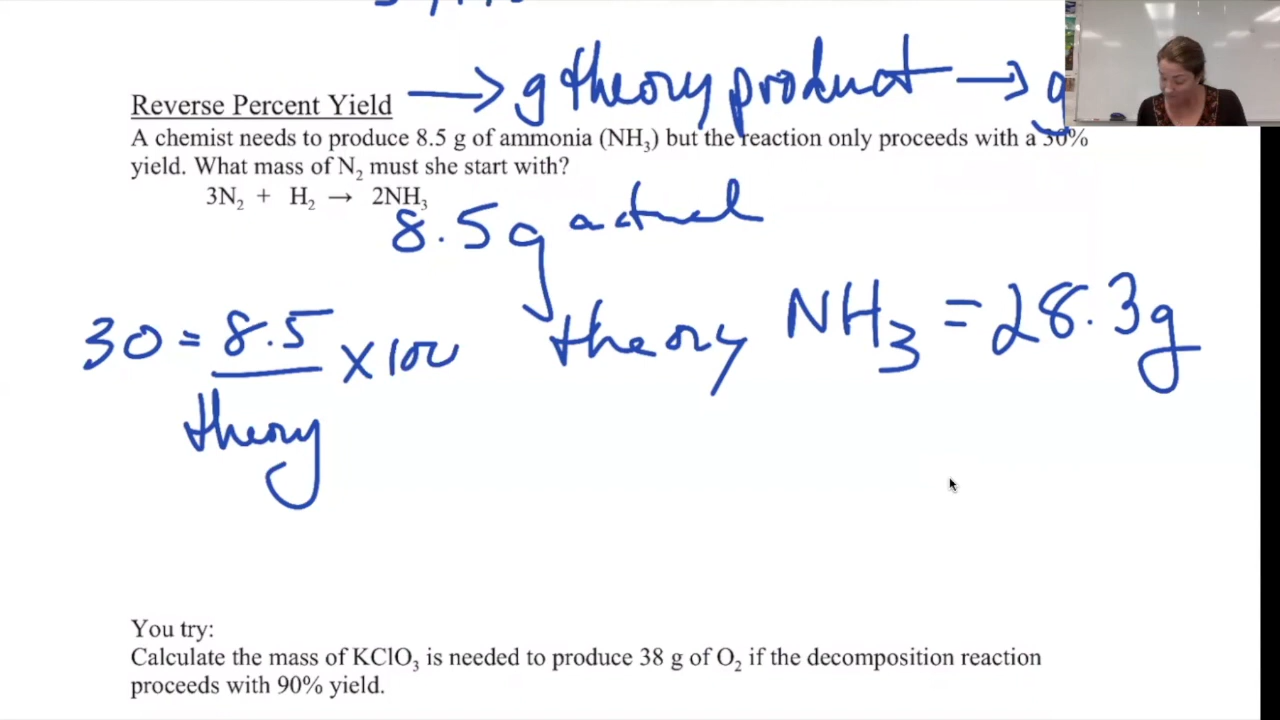 → g theory product → g
Reverse Percent Yield
A chemist needs to produce 8.5 g of ammonia (NH₃) but the reaction only proceeds with a 30%
yield. What mass of N₂ must she start with?
3N₂ + H₂ → 2NH₃
8.5 g actual
30 = 8.5/theory x 100
theory NH₃ = 28.3g
You try:
Calculate the mass of KClO₃ is needed to produce 38 g of O₂ if the decomposition reaction
proceeds with 90% yield.